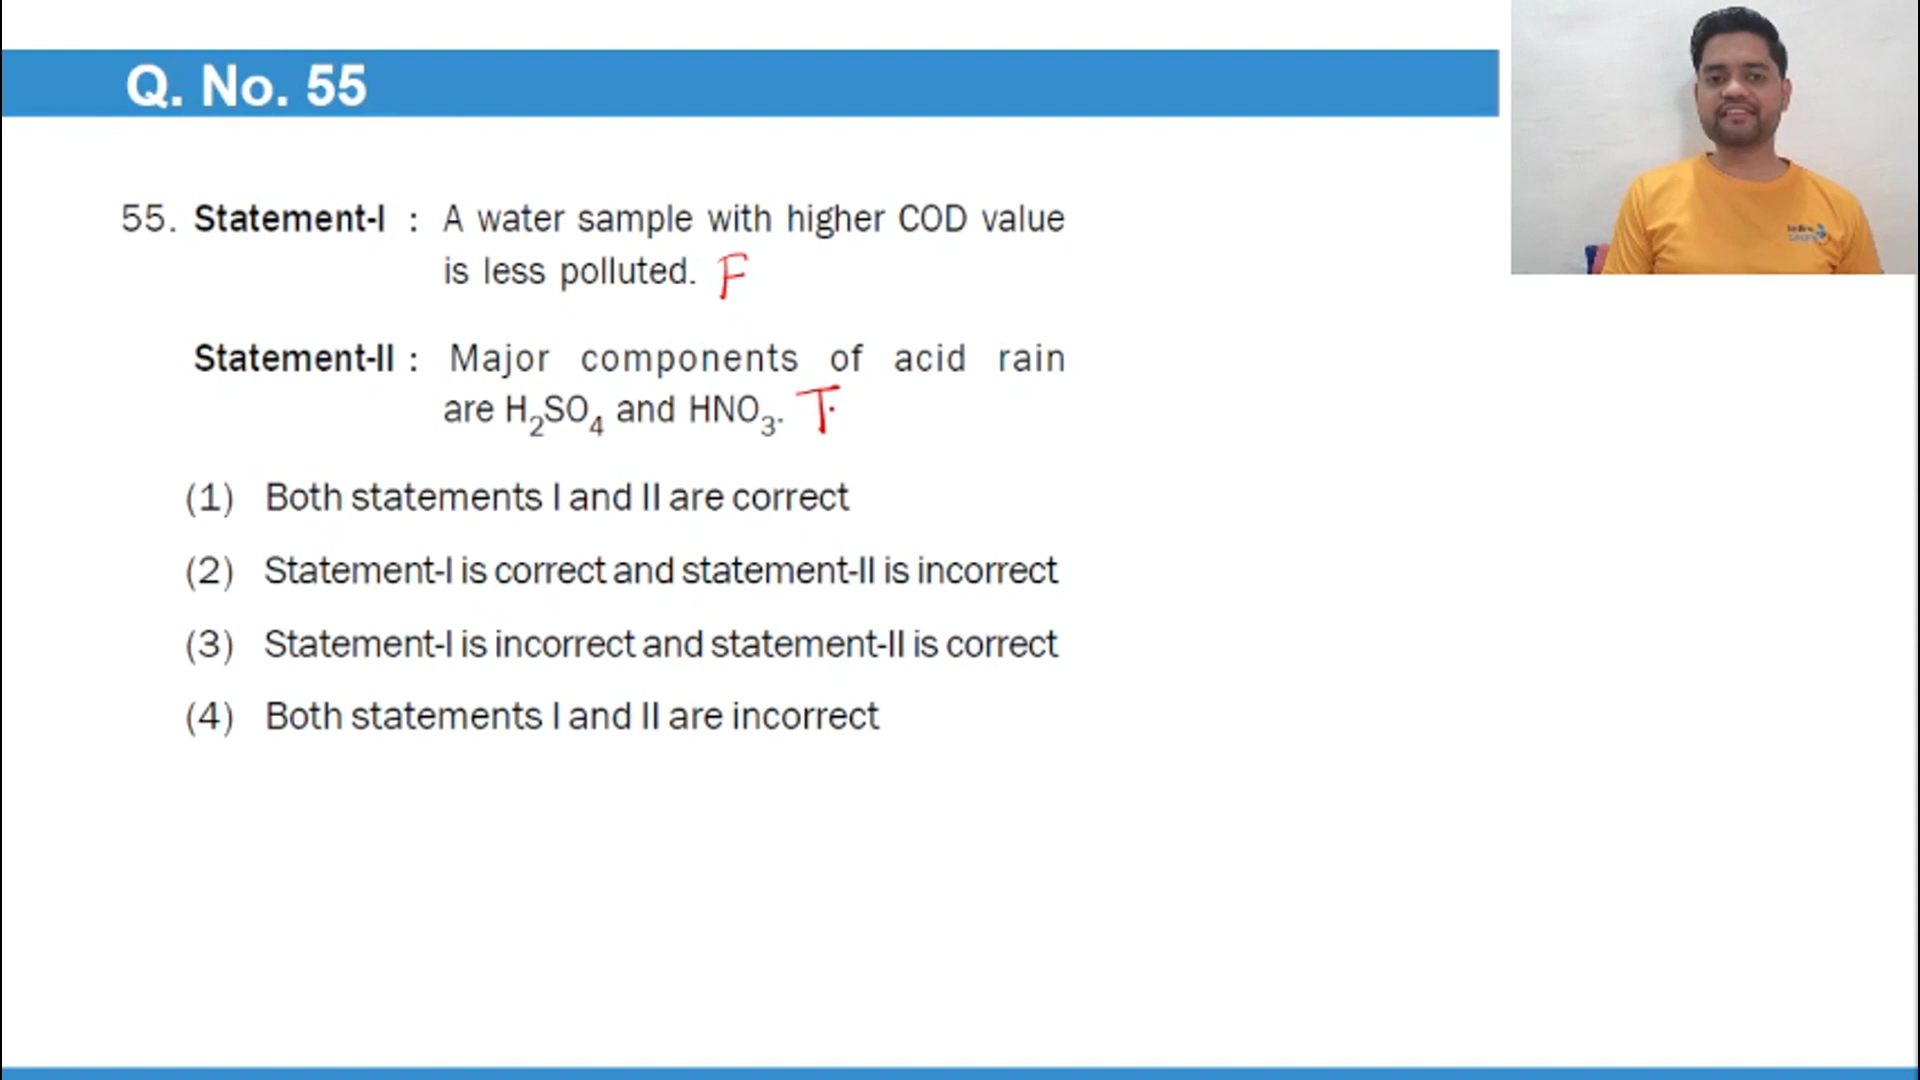 Q. No. 55
55. Statement-I : A water sample with higher COD value
is less polluted. F
Statement-II : Major components of acid rain
are H₂SO₄ and HNO₃. T.
(1) Both statements I and II are correct
(2) Statement-I is correct and statement-II is incorrect
(3) Statement-I is incorrect and statement-II is correct
(4) Both statements I and II are incorrect